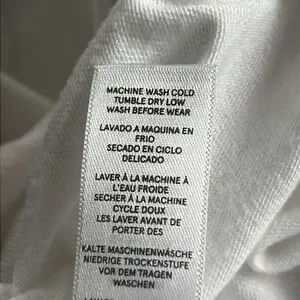 MACHINE WASH COLD
TUMBLE DRY LOW
WASH BEFORE WEAR
LAVADO A MAQUINA EN
FRIO
SECADO EN CICLO
DELICADO
LAVER À LA MACHINE À
L'EAU FROIDE
SECHER À LA MACHINE
CYCLE DOUX
LES LAVER AVANT DE
PORTER DES
KALTE MASCHINENWÄSCHE
NIEDRIGE TROCKENSTUFE
VOR DEM TRAGEN
WASCHEN